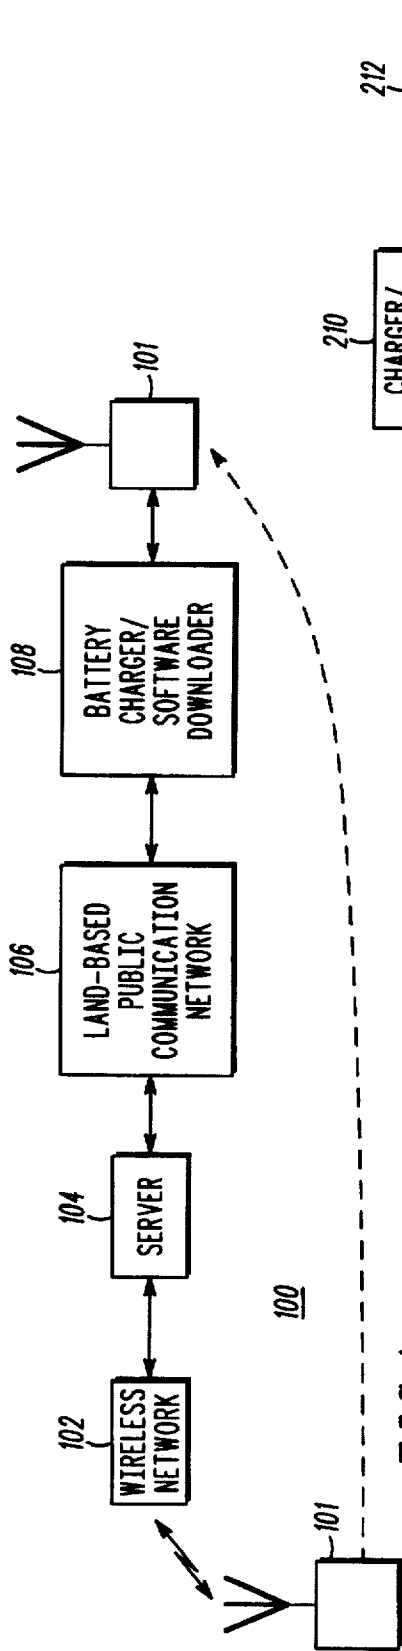 101
102
WIRELESS
NETWORK
104
SERVER
106
LAND-BASED
PUBLIC
COMMUNICATION
NETWORK
108
BATTERY
CHARGER/
SOFTWARE
DOWNLOADER
101
100
210
CHARGER/
212